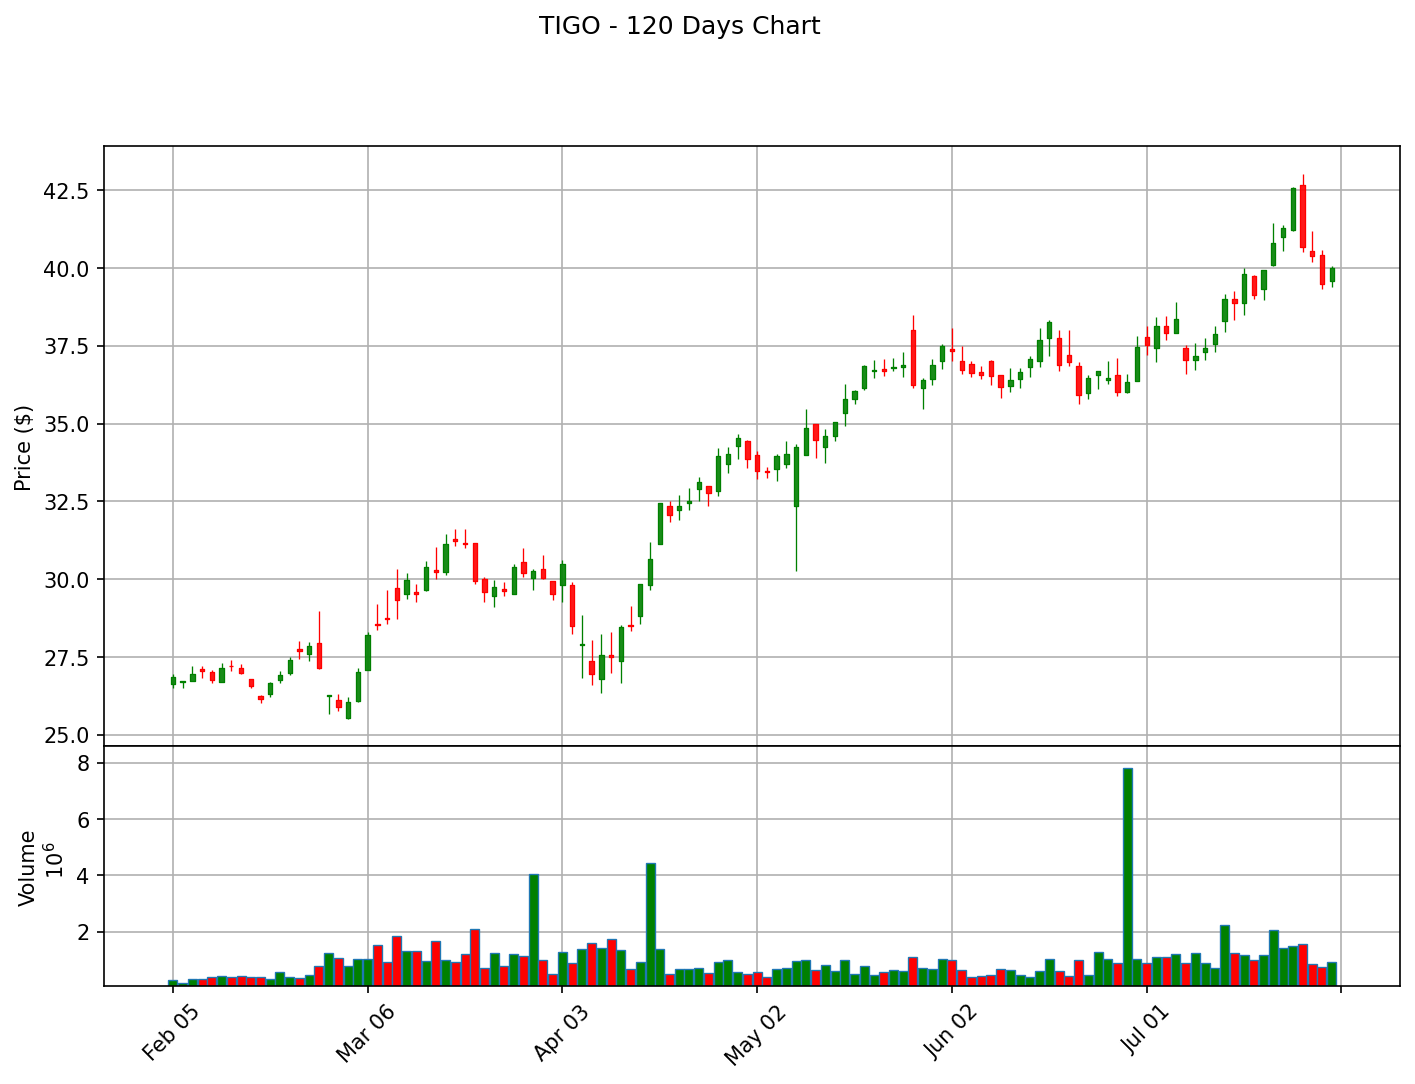 TIGO - 120 Days Chart
42.5
40.0
37.5
35.0
32.5
30.0
27.5
25.0
Price ($)
8
6
4
2
Volume
10⁶
Feb 05
Mar 06
Apr 03
May 02
Jun 02
Jul 01